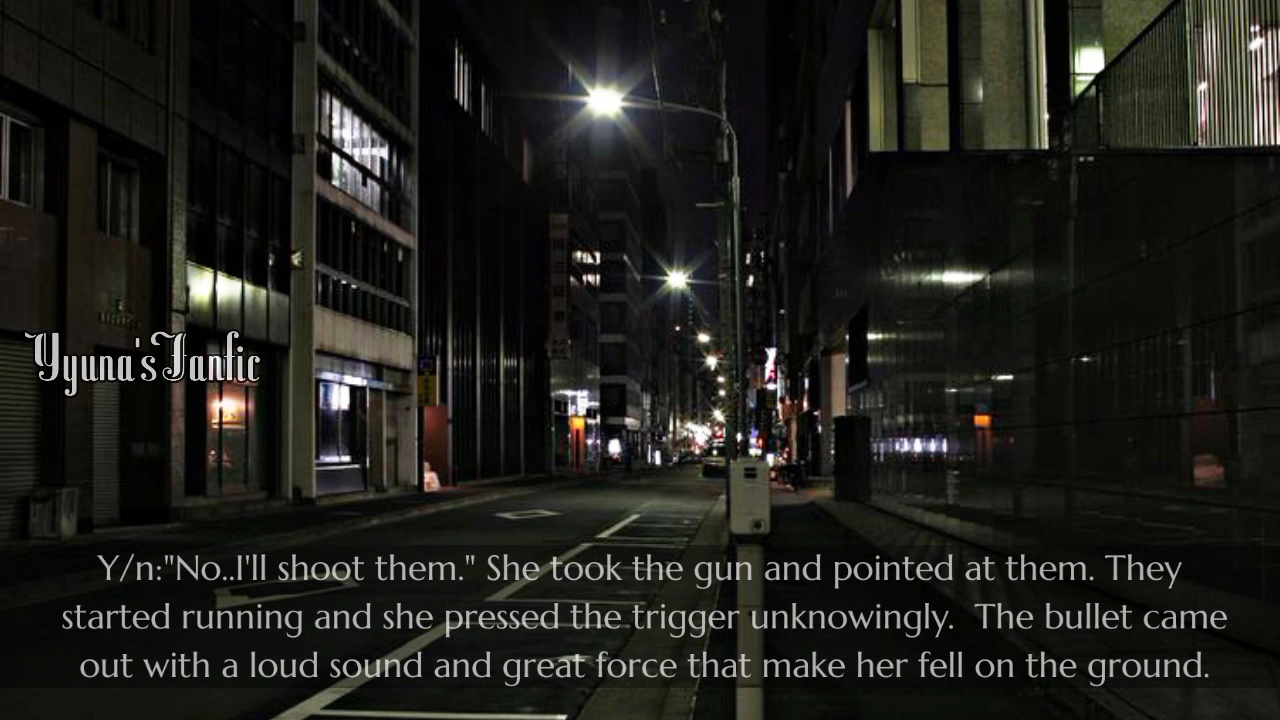 Yyuna's Fanfic
Y/n:"No..I'll shoot them." She took the gun and pointed at them. They
started running and she pressed the trigger unknowingly.  The bullet came
out with a loud sound and great force that make her fell on the ground.